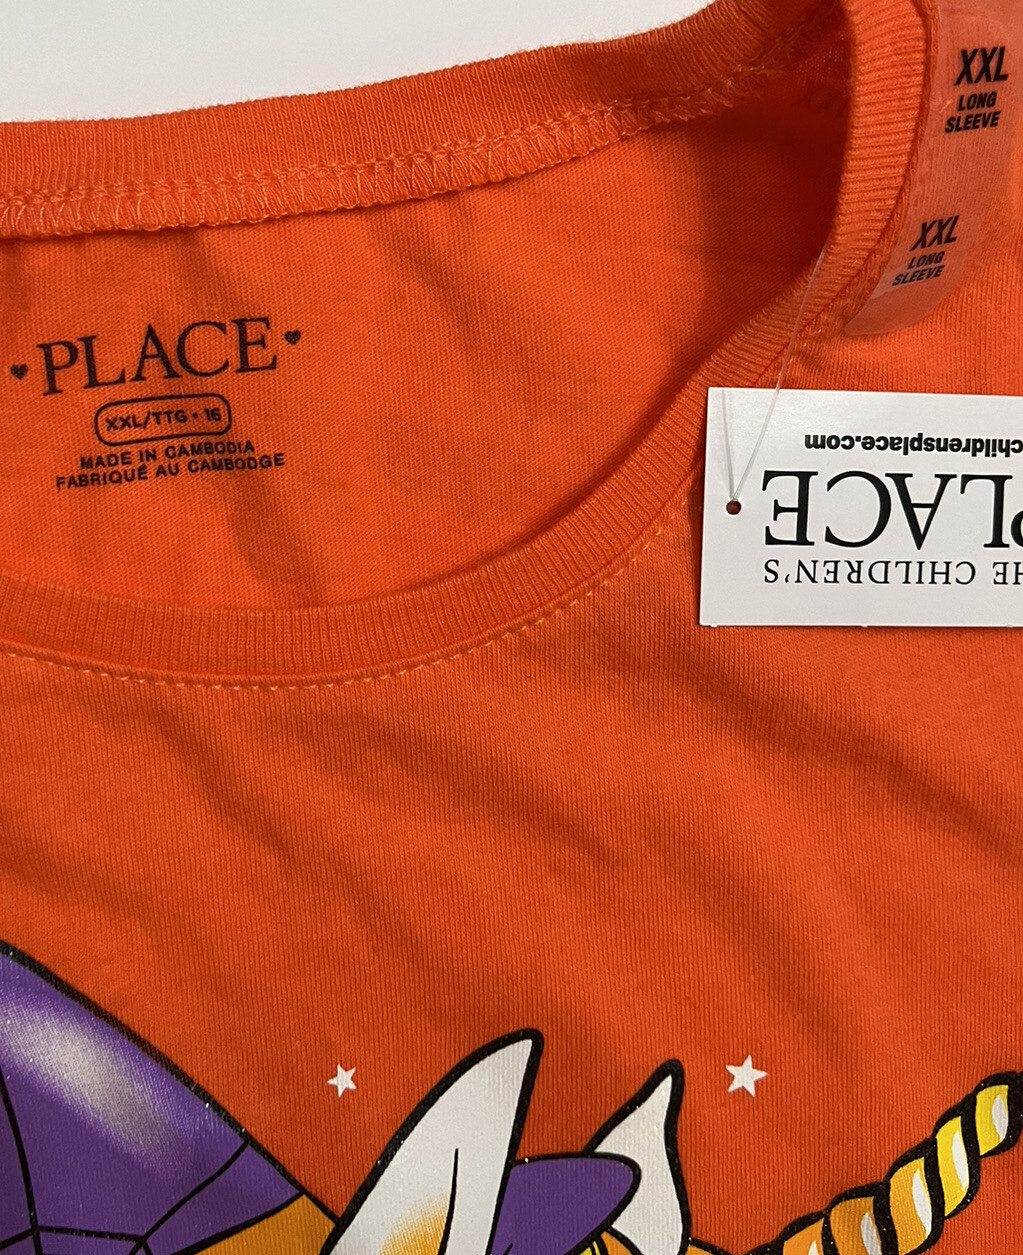 XXL
LONG
SLEEVE
XXL
LONG
SLEEVE
PLACE
XXL/TTG • 16
MADE IN CAMBODIA
FABRIQUÉ AU CAMBODGE
HE CHILDREN'S
PLACE
childrensplace.com